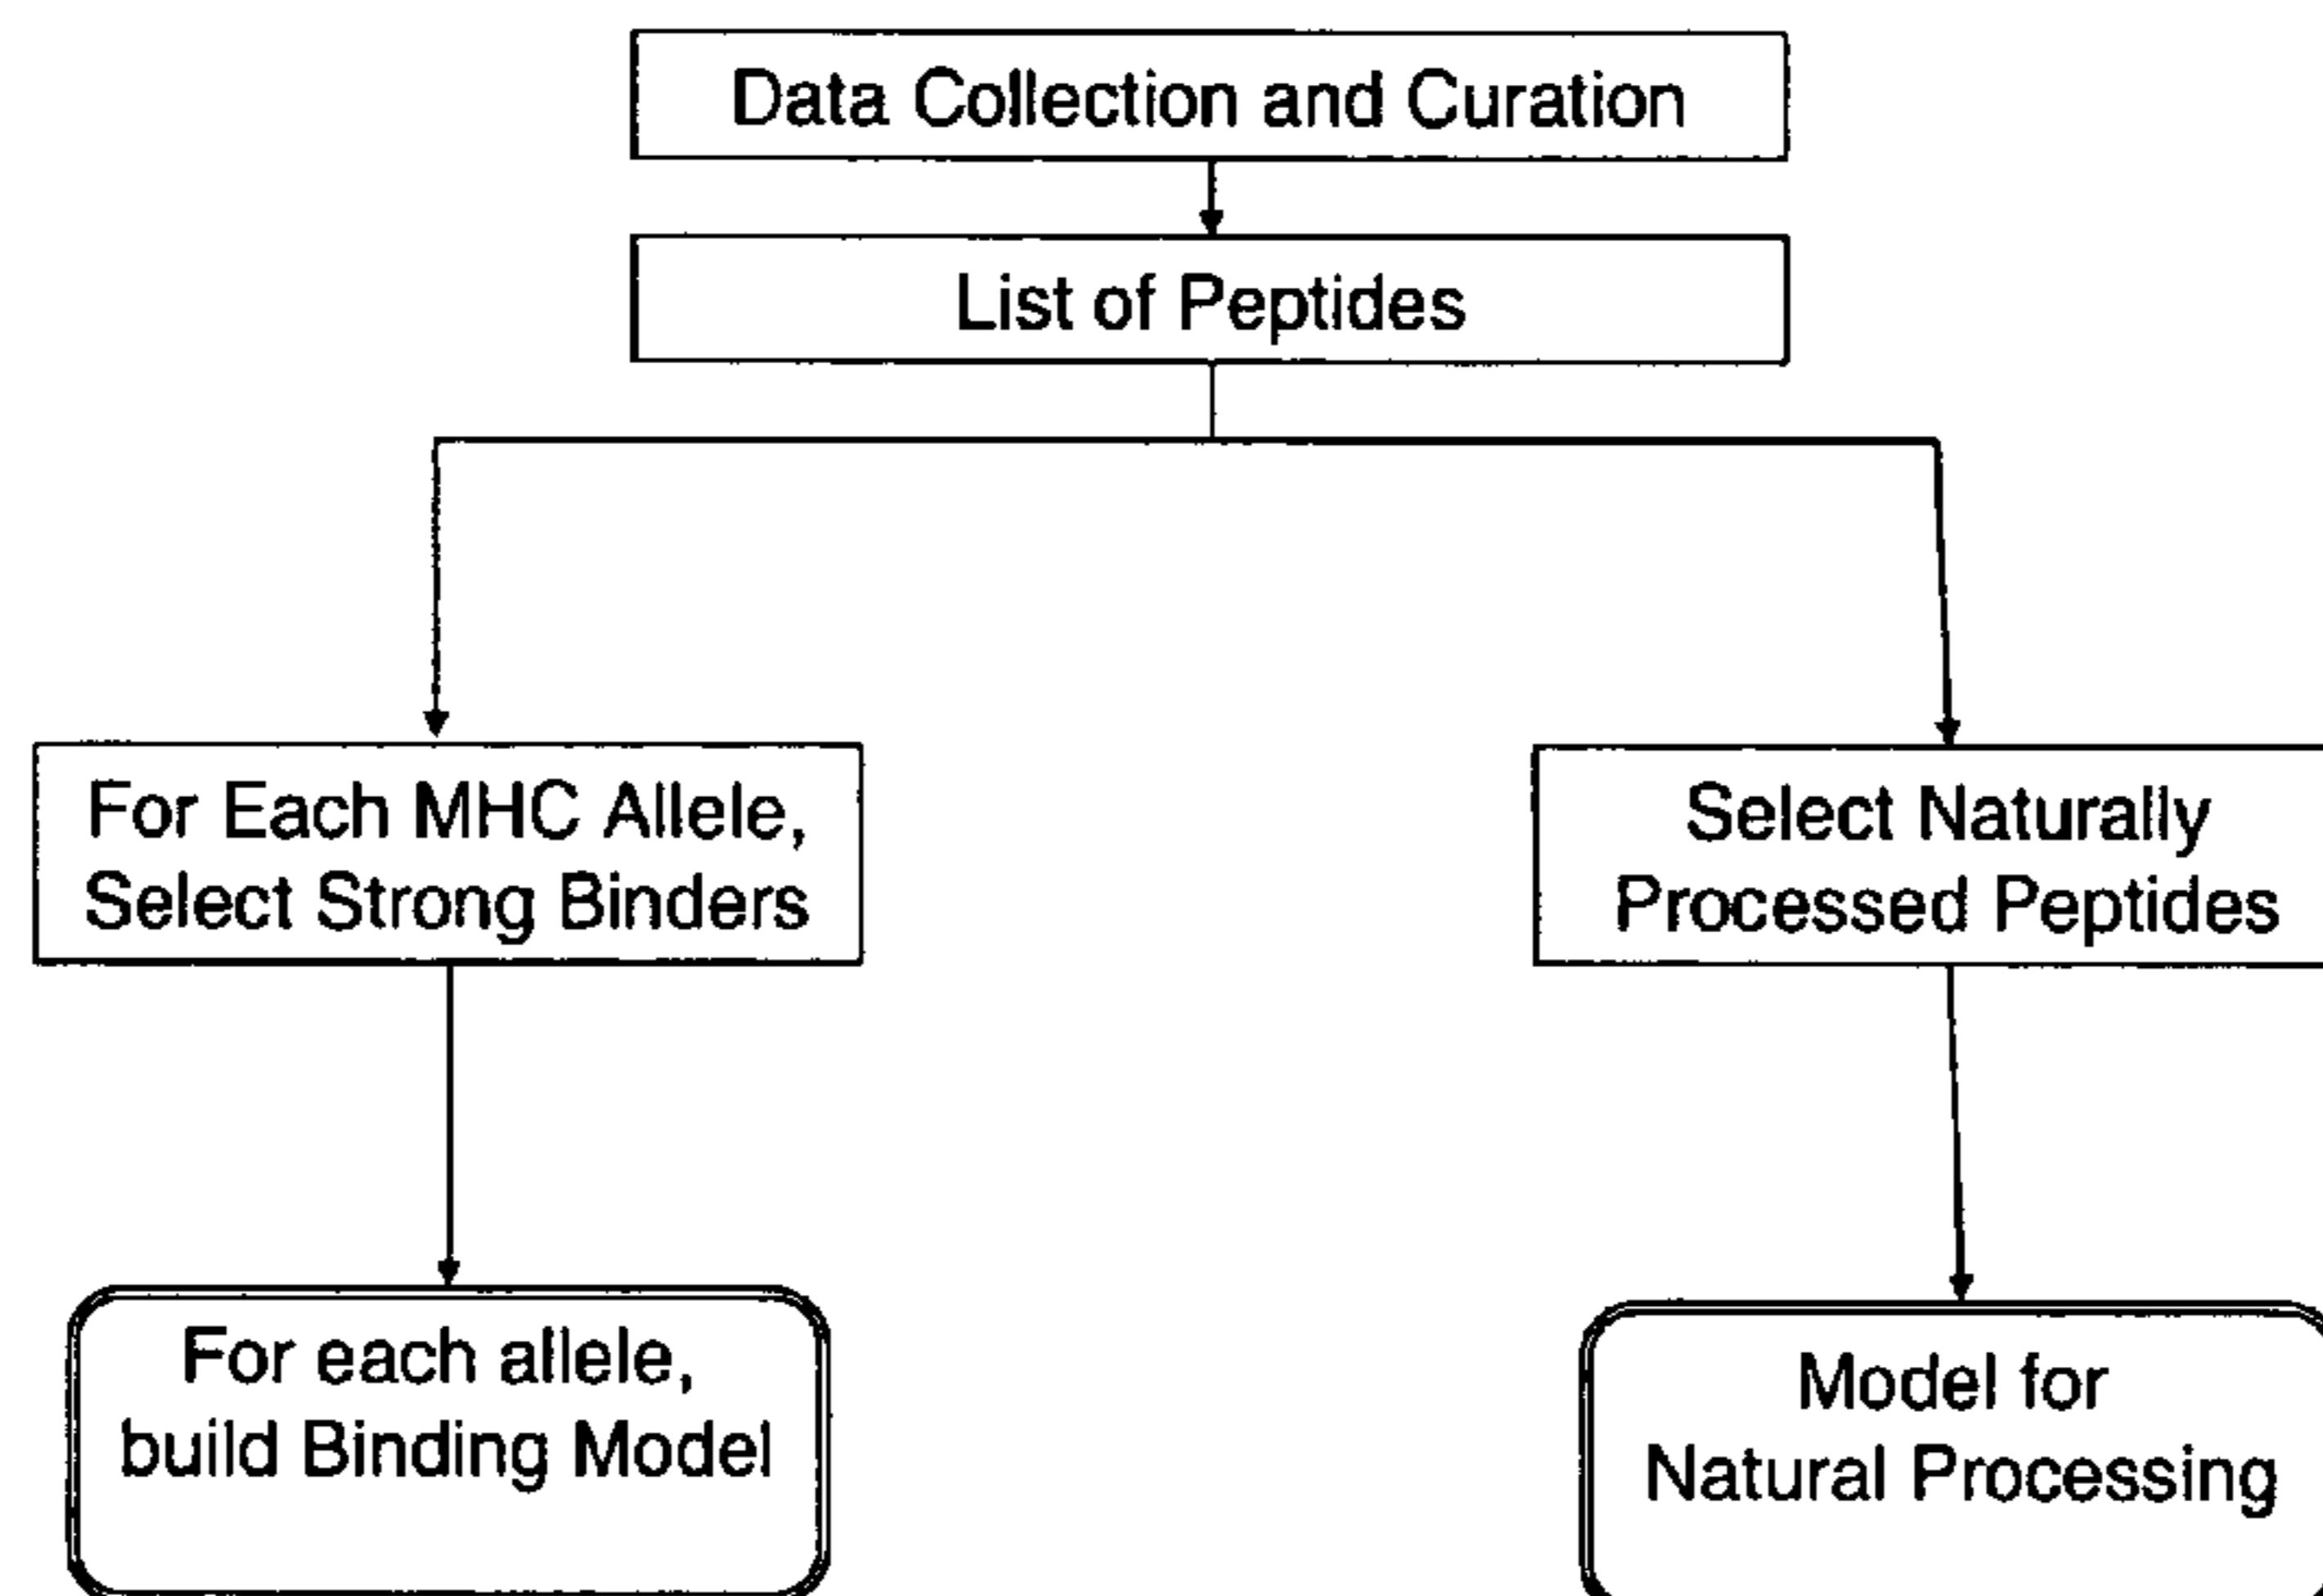 Data Collection and Curation
List of Peptides
For Each MHC Allele,
Select Strong Binders
Select Naturally
Processed Peptides
For each allele,
build Binding Model
Model for
Natural Processing